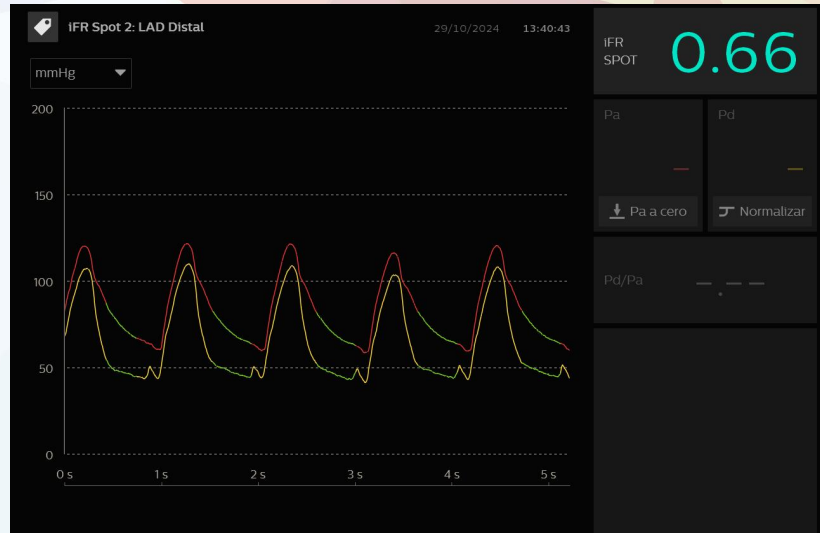 iFR Spot 2: LAD Distal
29/10/2024 13:40:43
mmHg
200
150
100
50
0
0 s 1 s 2 s 3 s 4 s 5 s
iFR
SPOT
0.66
Pa Pd
– –
Pa a cero Normalizar
Pd/Pa –.– –